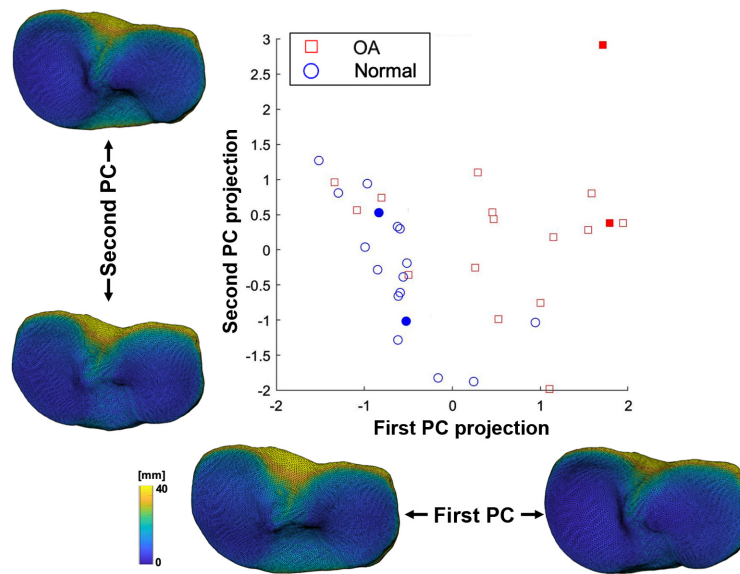 OA
Normal
3
2.5
2
1.5
1
0.5
0
-0.5
-1
-1.5
-2
Second PC projection
-2
-1
0
1
2
First PC projection
Second PC
[mm]
40
0
First PC